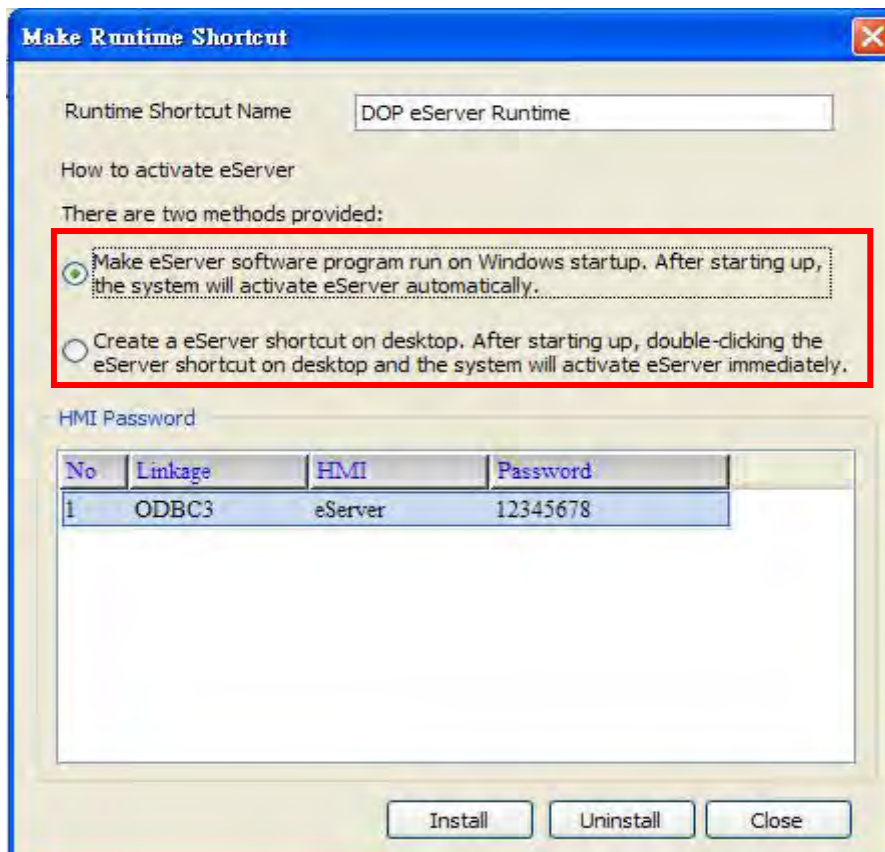 Make Runtime Shortcut
Runtime Shortcut Name DOP eServer Runtime
How to activate eServer
There are two methods provided:
Make eServer software program run on Windows startup. After starting up,
the system will activate eServer automatically.
Create a eServer shortcut on desktop. After starting up, double-clicking the
eServer shortcut on desktop and the system will activate eServer immediately.
HMI Password
No Linkage HMI Password
1 ODBC3 eServer 12345678
Install Uninstall Close